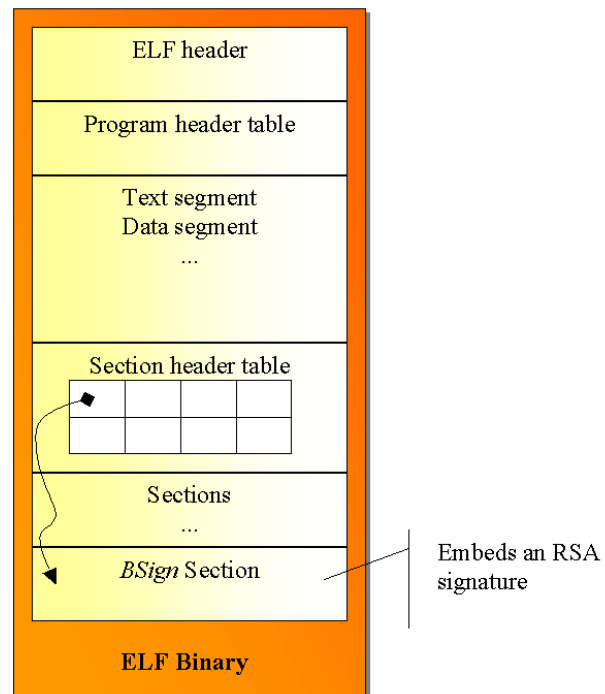 ELF header
Program header table
Text segment
Data segment
...
Section header table
Sections
...
BSign Section
Embeds an RSA
signature
ELF Binary